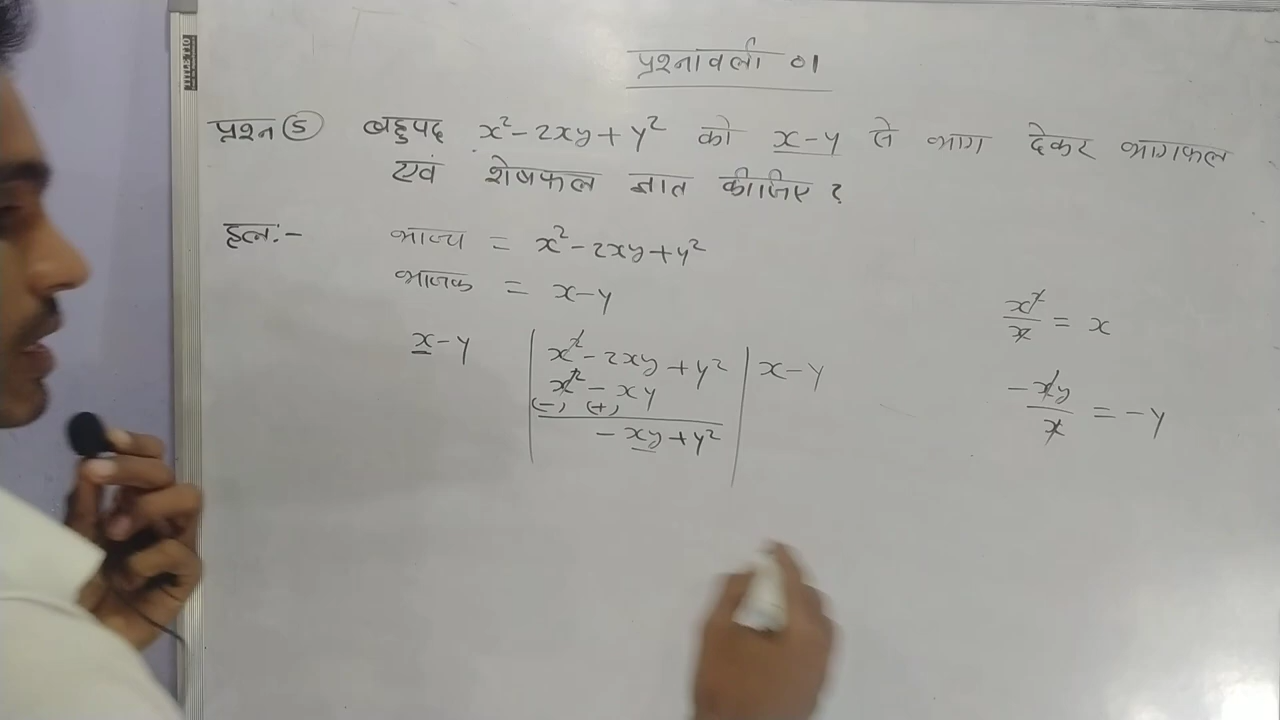 प्रश्नावली 01
प्रश्न (5) बहुपद x² - 2xy + y² को x - y से भाग देकर भागफल
एवं शेषफल ज्ञात कीजिए ?
हल:- भाज्य = x² - 2xy + y²
भाजक = x - y
x - y | x² - 2xy + y² | x - y
x² - xy
(-) (+)
- xy + y²
x²/x = x
-xy/x = -y